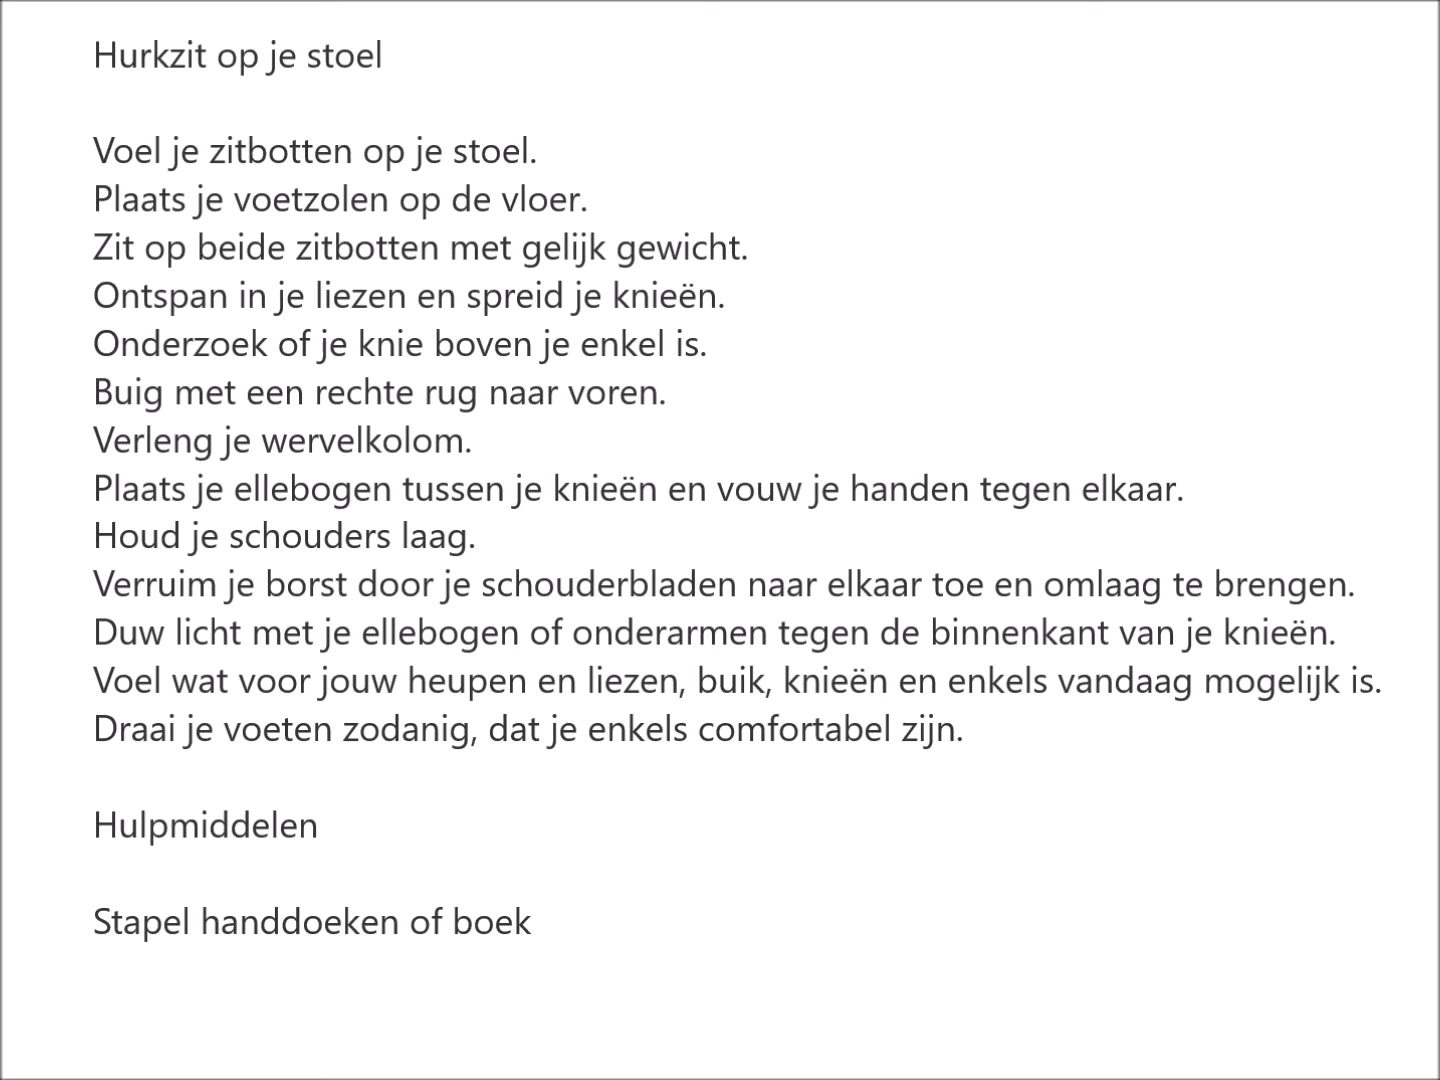 Hurkzit op je stoel
Voel je zitbotten op je stoel.
Plaats je voetzolen op de vloer.
Zit op beide zitbotten met gelijk gewicht.
Ontspan in je liezen en spreid je knieën.
Onderzoek of je knie boven je enkel is.
Buig met een rechte rug naar voren.
Verleng je wervelkolom.
Plaats je ellebogen tussen je knieën en vouw je handen tegen elkaar.
Houd je schouders laag.
Verruim je borst door je schouderbladen naar elkaar toe en omlaag te brengen.
Duw licht met je ellebogen of onderarmen tegen de binnenkant van je knieën.
Voel wat voor jouw heupen en liezen, buik, knieën en enkels vandaag mogelijk is.
Draai je voeten zodanig, dat je enkels comfortabel zijn.
Hulpmiddelen
Stapel handdoeken of boek